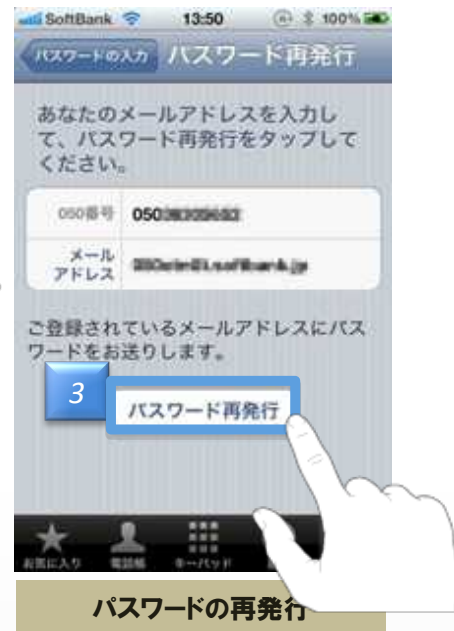 SoftBank 13:50 100%
パスワードの入力 パスワード再発行
あなたのメールアドレスを入力し
て、パスワード再発行をタップして
ください。
050番号 050
メール
アドレス
ご登録されているメールアドレスにパス
ワードをお送りします。
3
パスワード再発行
お気に入り 電話帳 キーパッド
パスワードの再発行